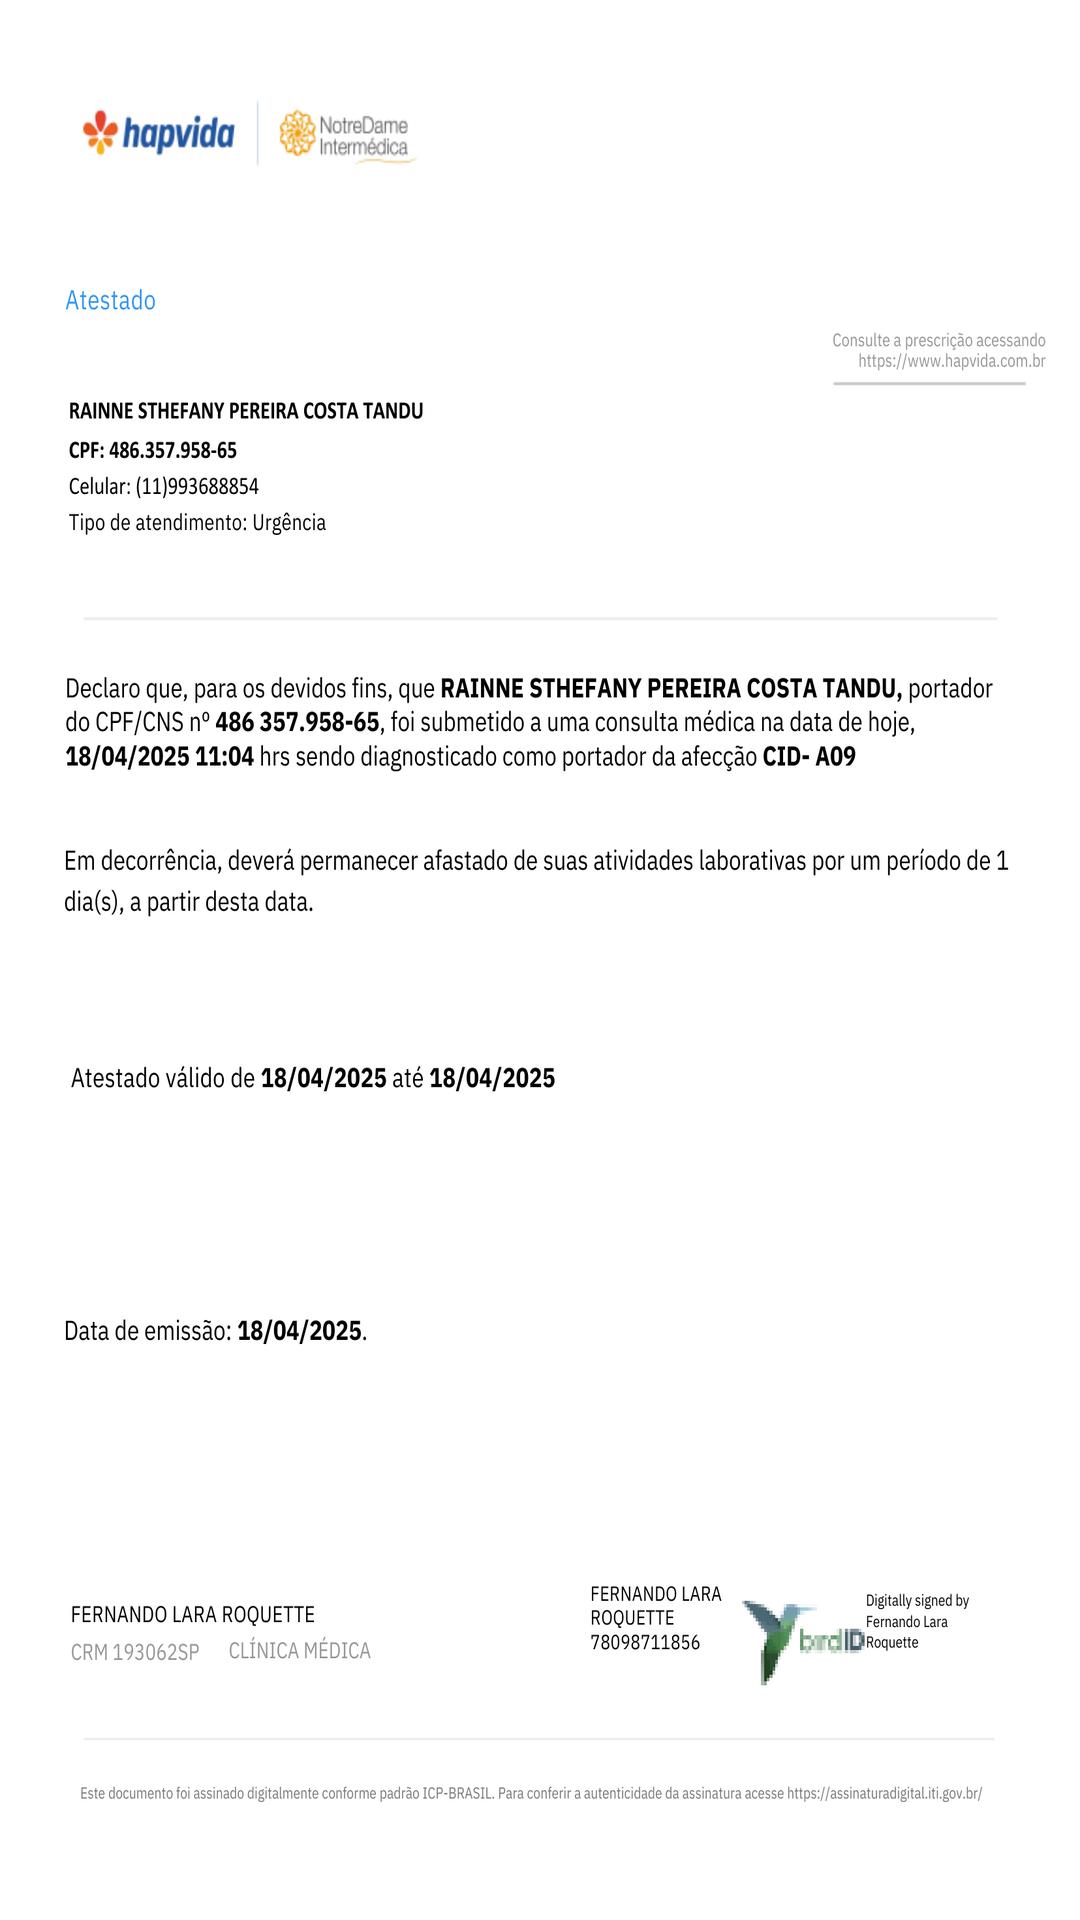 hapvida
NotreDame
Intermédica
Atestado
Consulte a prescrição acessando
https://www.hapvida.com.br
RAINNE STHEFANY PEREIRA COSTA TANDU
CPF: 486.357.958-65
Celular: (11)993688854
Tipo de atendimento: Urgência
Declaro que, para os devidos fins, que RAINNE STHEFANY PEREIRA COSTA TANDU, portador
do CPF/CNS nº 486 357.958-65, foi submetido a uma consulta médica na data de hoje,
18/04/2025 11:04 hrs sendo diagnosticado como portador da afecção CID- A09
Em decorrência, deverá permanecer afastado de suas atividades laborativas por um período de 1
dia(s), a partir desta data.
Atestado válido de 18/04/2025 até 18/04/2025
Data de emissão: 18/04/2025.
FERNANDO LARA ROQUETTE
CRM 193062SP CLÍNICA MÉDICA
FERNANDO LARA
ROQUETTE
78098711856
birdID
Digitally signed by
Fernando Lara
Roquette
Este documento foi assinado digitalmente conforme padrão ICP-BRASIL. Para conferir a autenticidade da assinatura acesse https://assinaturadigital.iti.gov.br/